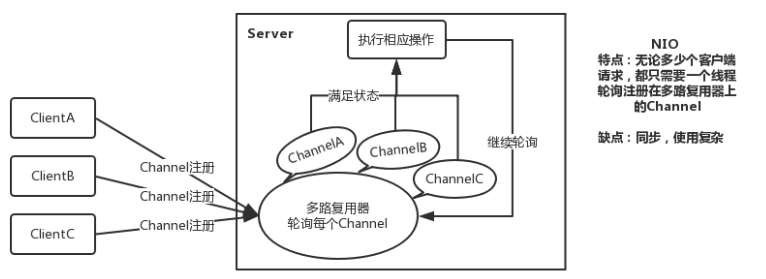 Server
执行相应操作
NIO
特点：无论多少个客户端
请求，都只需要一个线程
轮询注册在多路复用器上
的Channel
缺点：同步，使用复杂
满足状态
继续轮询
ClientA
ClientB
ClientC
Channel注册
Channel注册
Channel注册
ChannelA
ChannelB
ChannelC
多路复用器
轮询每个Channel